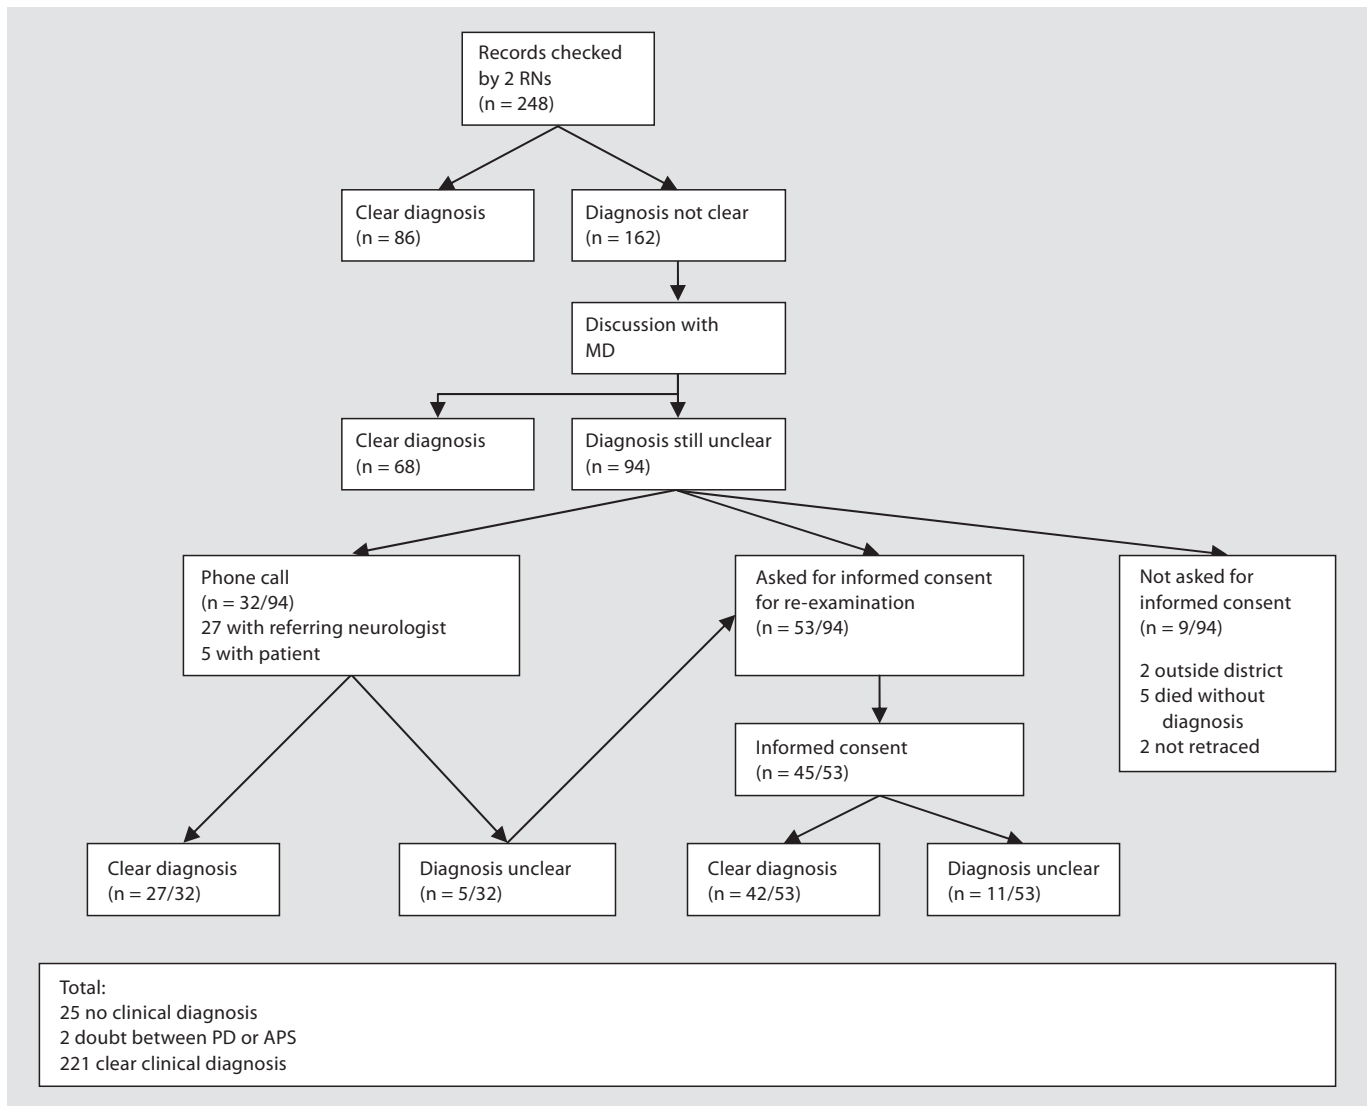 Records checked
by 2 RNs
(n = 248)
Clear diagnosis
(n = 86)
Diagnosis not clear
(n = 162)
Discussion with
MD
Clear diagnosis
(n = 68)
Diagnosis still unclear
(n = 94)
Phone call
(n = 32/94)
27 with referring neurologist
5 with patient
Asked for informed consent
for re-examination
(n = 53/94)
Not asked for
informed consent
(n = 9/94)
2 outside district
5 died without
diagnosis
2 not retraced
Informed consent
(n = 45/53)
Clear diagnosis
(n = 27/32)
Diagnosis unclear
(n = 5/32)
Clear diagnosis
(n = 42/53)
Diagnosis unclear
(n = 11/53)
Total:
25 no clinical diagnosis
2 doubt between PD or APS
221 clear clinical diagnosis